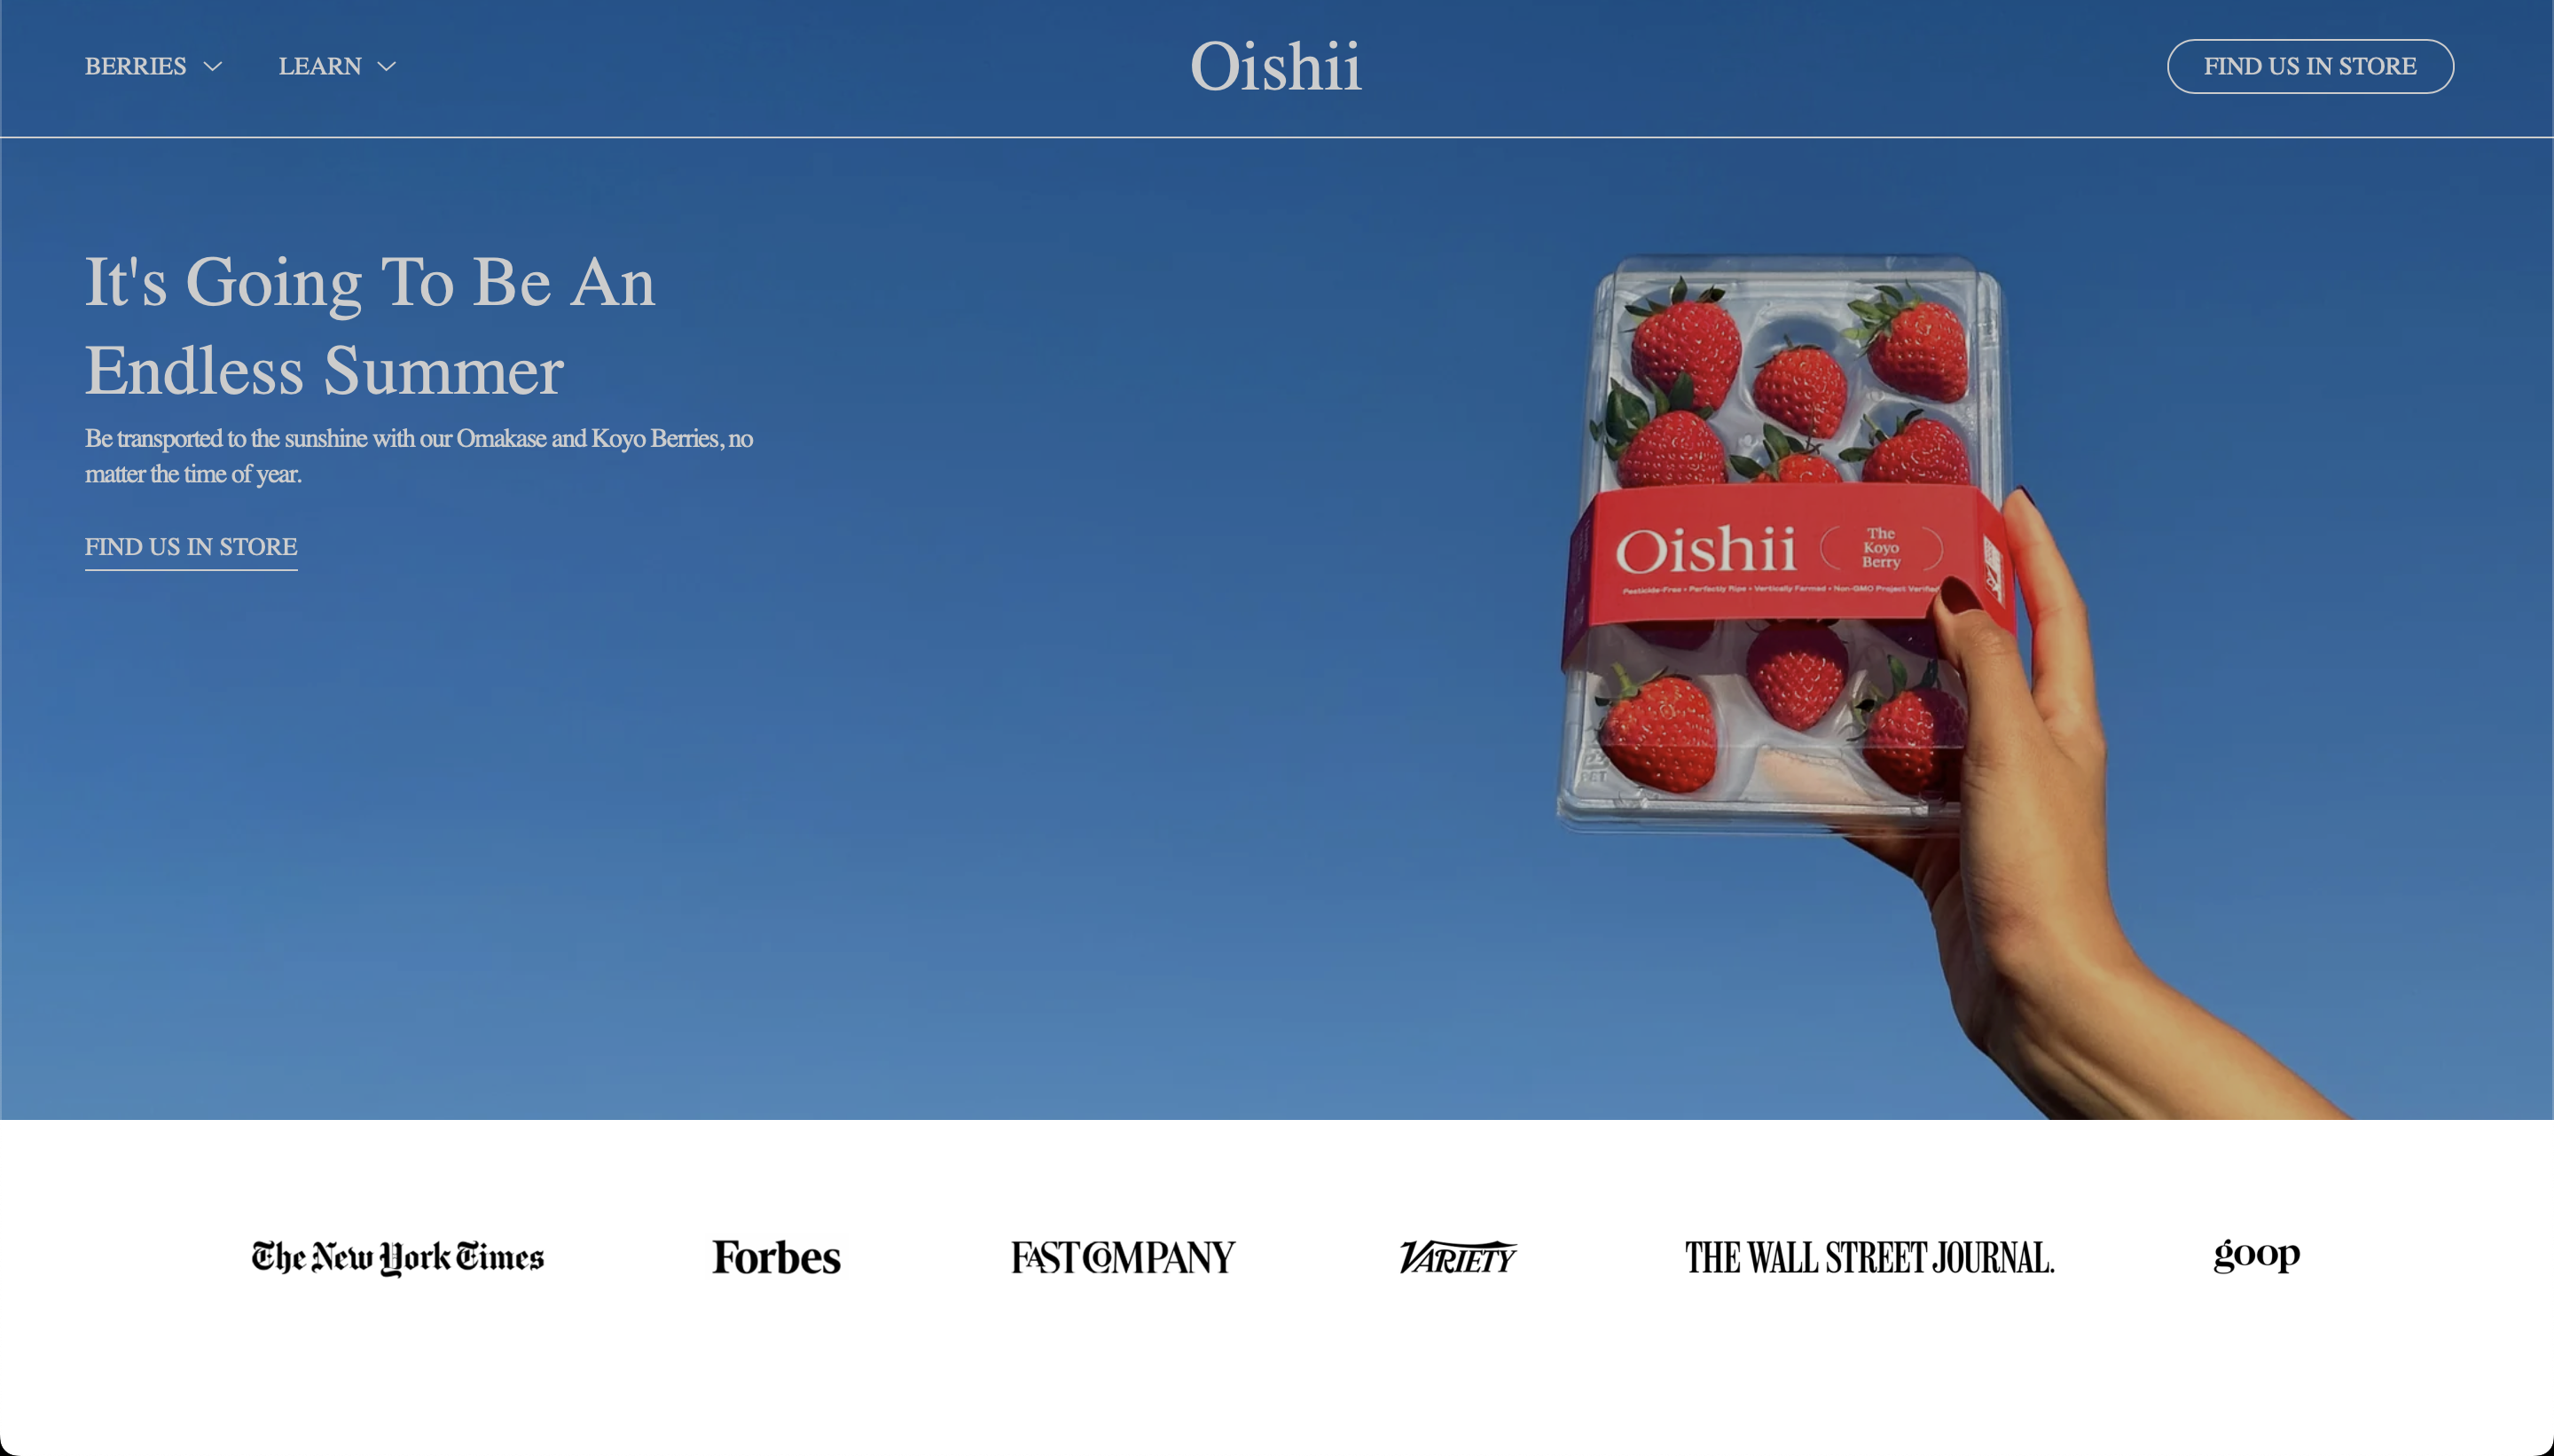 BERRIES
LEARN
Oishii
FIND US IN STORE
It's Going To Be An
Endless Summer
Be transported to the sunshine with our Omakase and Koyo Berries, no
matter the time of year.
FIND US IN STORE
Oishii
The
Koyo
Berry
Pesticide-Free • Perfectly Ripe • Vertically Farmed • Non-GMO Project Verified
PET
The New York Times
Forbes
FAST COMPANY
VARIETY
THE WALL STREET JOURNAL.
goop